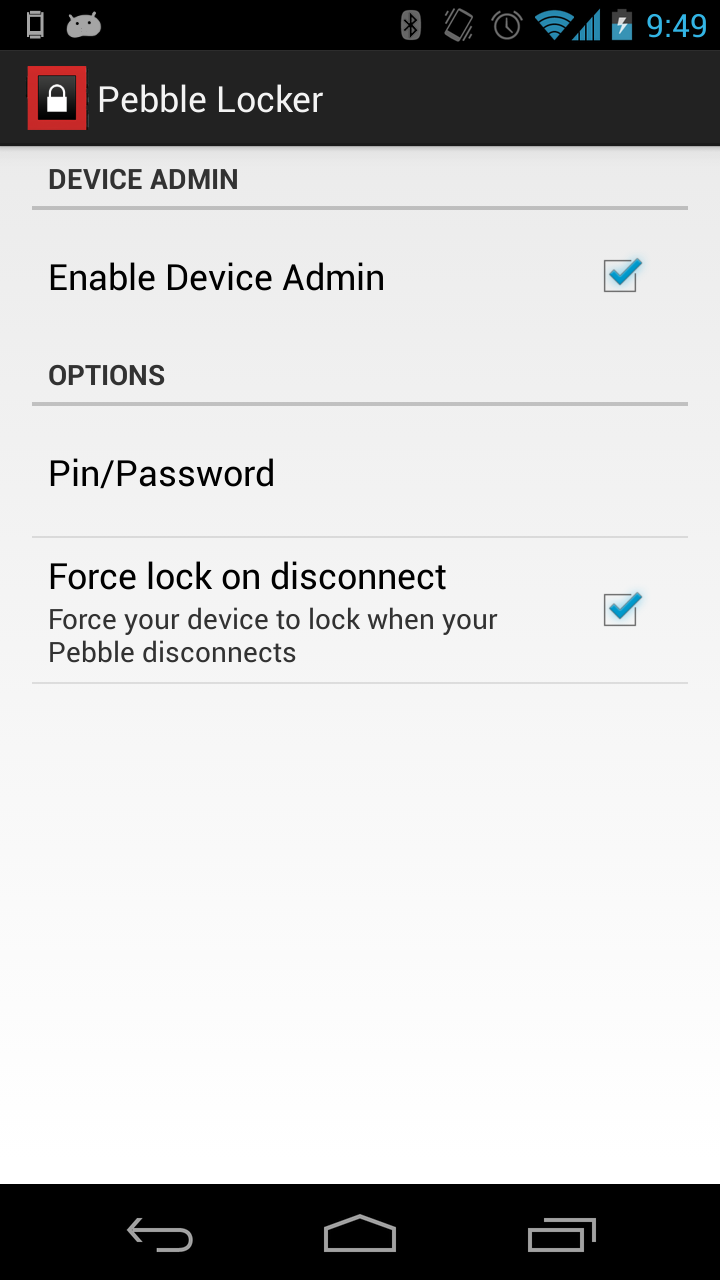 9:49
Pebble Locker
DEVICE ADMIN
Enable Device Admin
OPTIONS
Pin/Password
Force lock on disconnect
Force your device to lock when your
Pebble disconnects